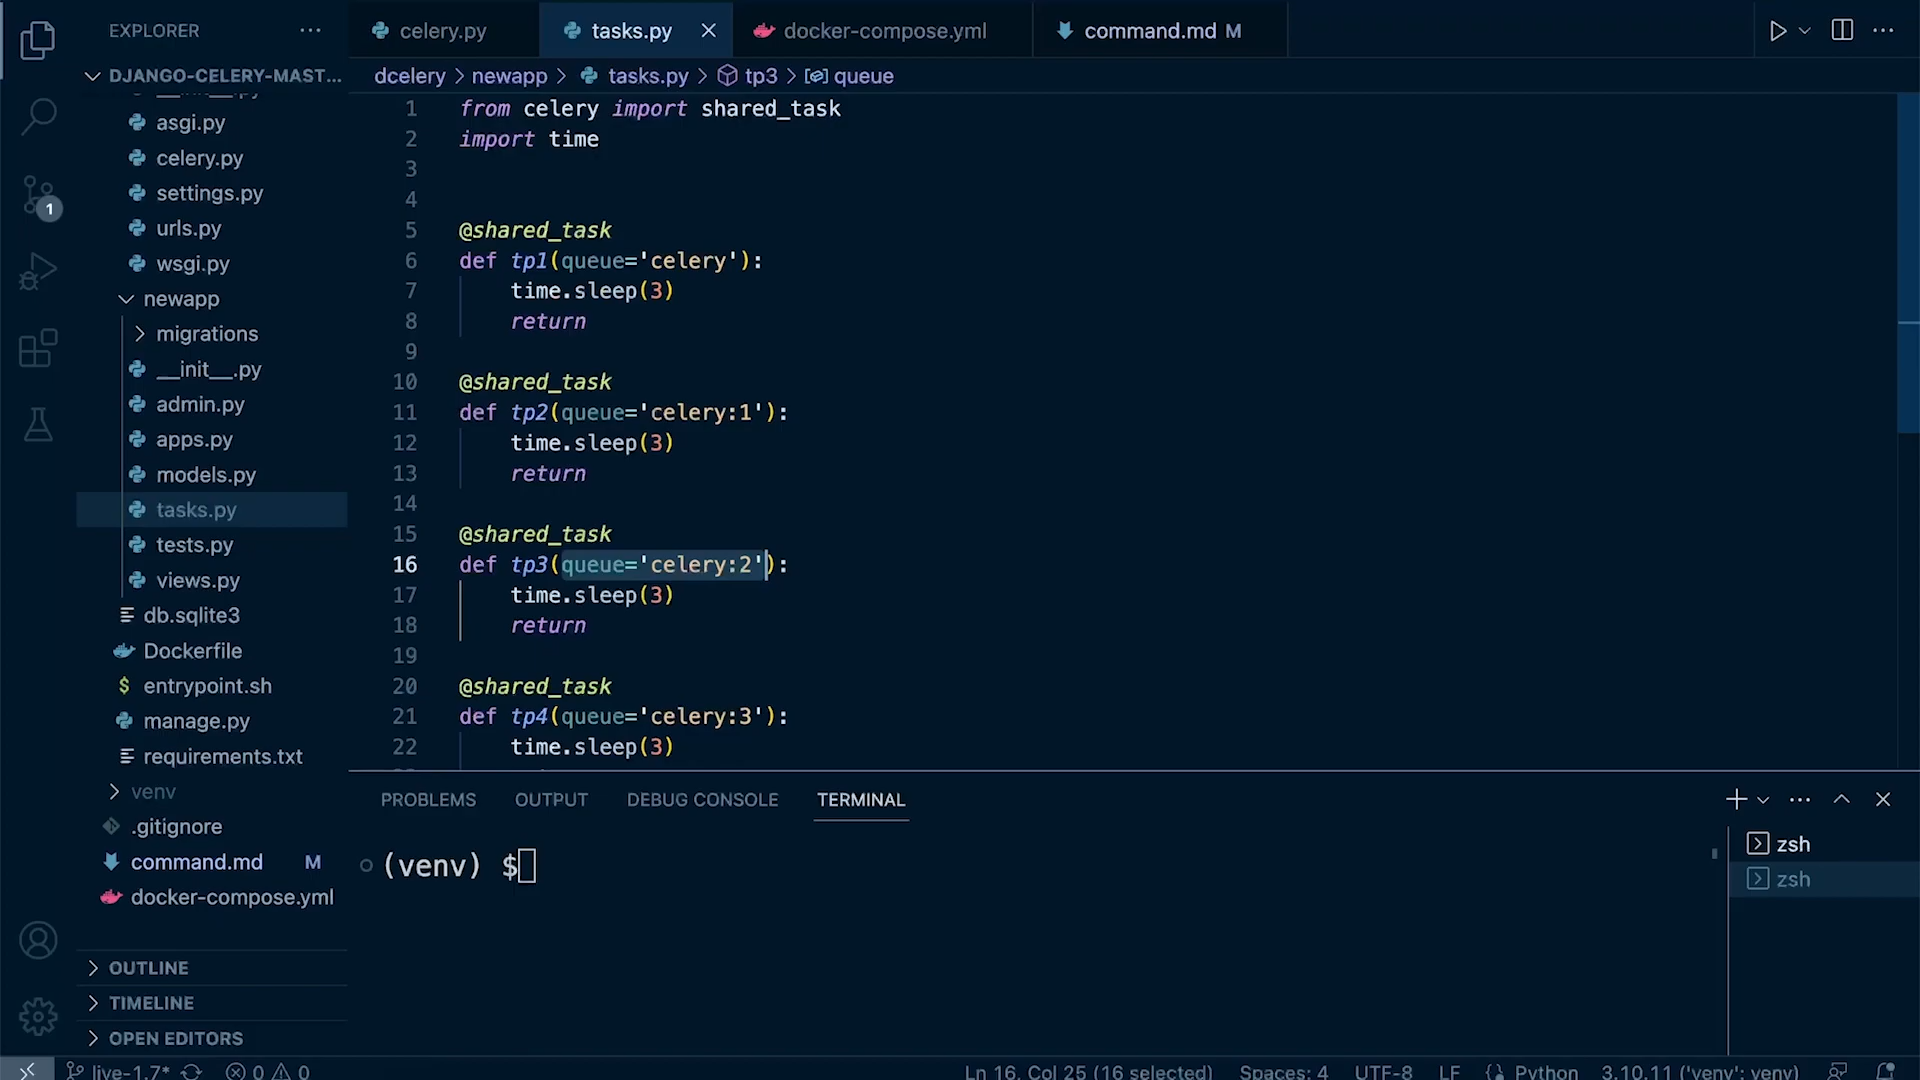 EXPLORER
DJANGO-CELERY-MAST...
asgi.py
celery.py
settings.py
urls.py
wsgi.py
newapp
migrations
__init__.py
admin.py
apps.py
models.py
tasks.py
tests.py
views.py
db.sqlite3
Dockerfile
$ entrypoint.sh
manage.py
requirements.txt
venv
.gitignore
command.md M
docker-compose.yml
OUTLINE
TIMELINE
OPEN EDITORS
1
celery.py
tasks.py
docker-compose.yml
command.md M
dcelery > newapp > tasks.py > tp3 > queue
1 from celery import shared_task
2 import time
3
4
5 @shared_task
6 def tp1(queue='celery'):
7 time.sleep(3)
8 return
9
10 @shared_task
11 def tp2(queue='celery:1'):
12 time.sleep(3)
13 return
14
15 @shared_task
16 def tp3(queue='celery:2'):
17 time.sleep(3)
18 return
19
20 @shared_task
21 def tp4(queue='celery:3'):
22 time.sleep(3)
PROBLEMS OUTPUT DEBUG CONSOLE TERMINAL
(venv) $
zsh
zsh
live-1.7* 0 0 Ln 16, Col 25 (16 selected) Spaces: 4 UTF-8 LF Python 3.10.11 ('venv': venv)